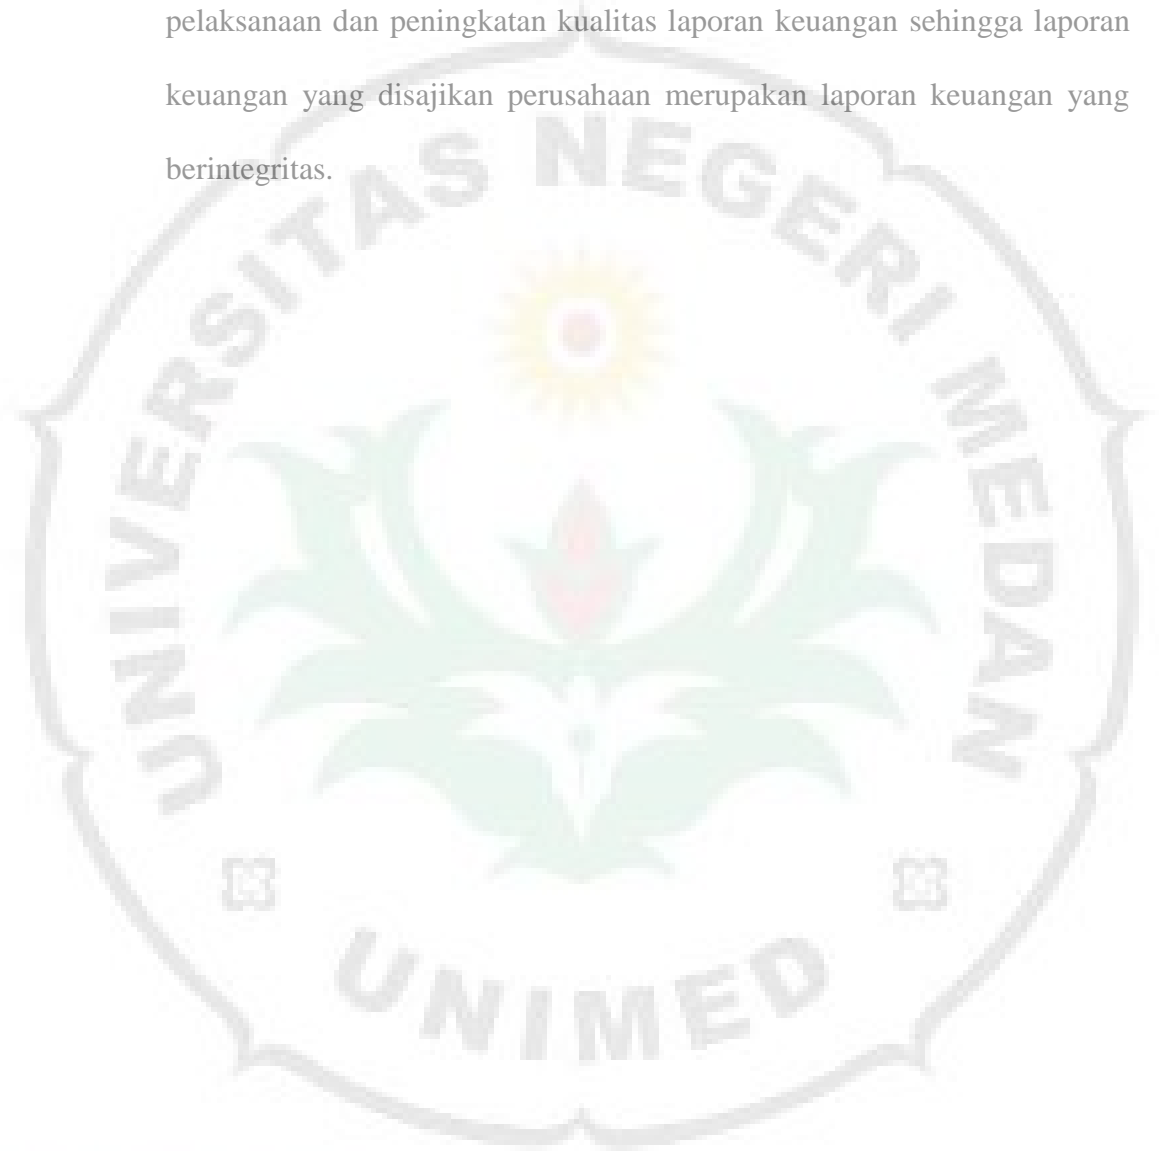 pelaksanaan dan peningkatan kualitas laporan keuangan sehingga laporan
keuangan yang disajikan perusahaan merupakan laporan keuangan yang
berintegritas.
UNIVERSITAS NEGERI MEDAN
UNIMED